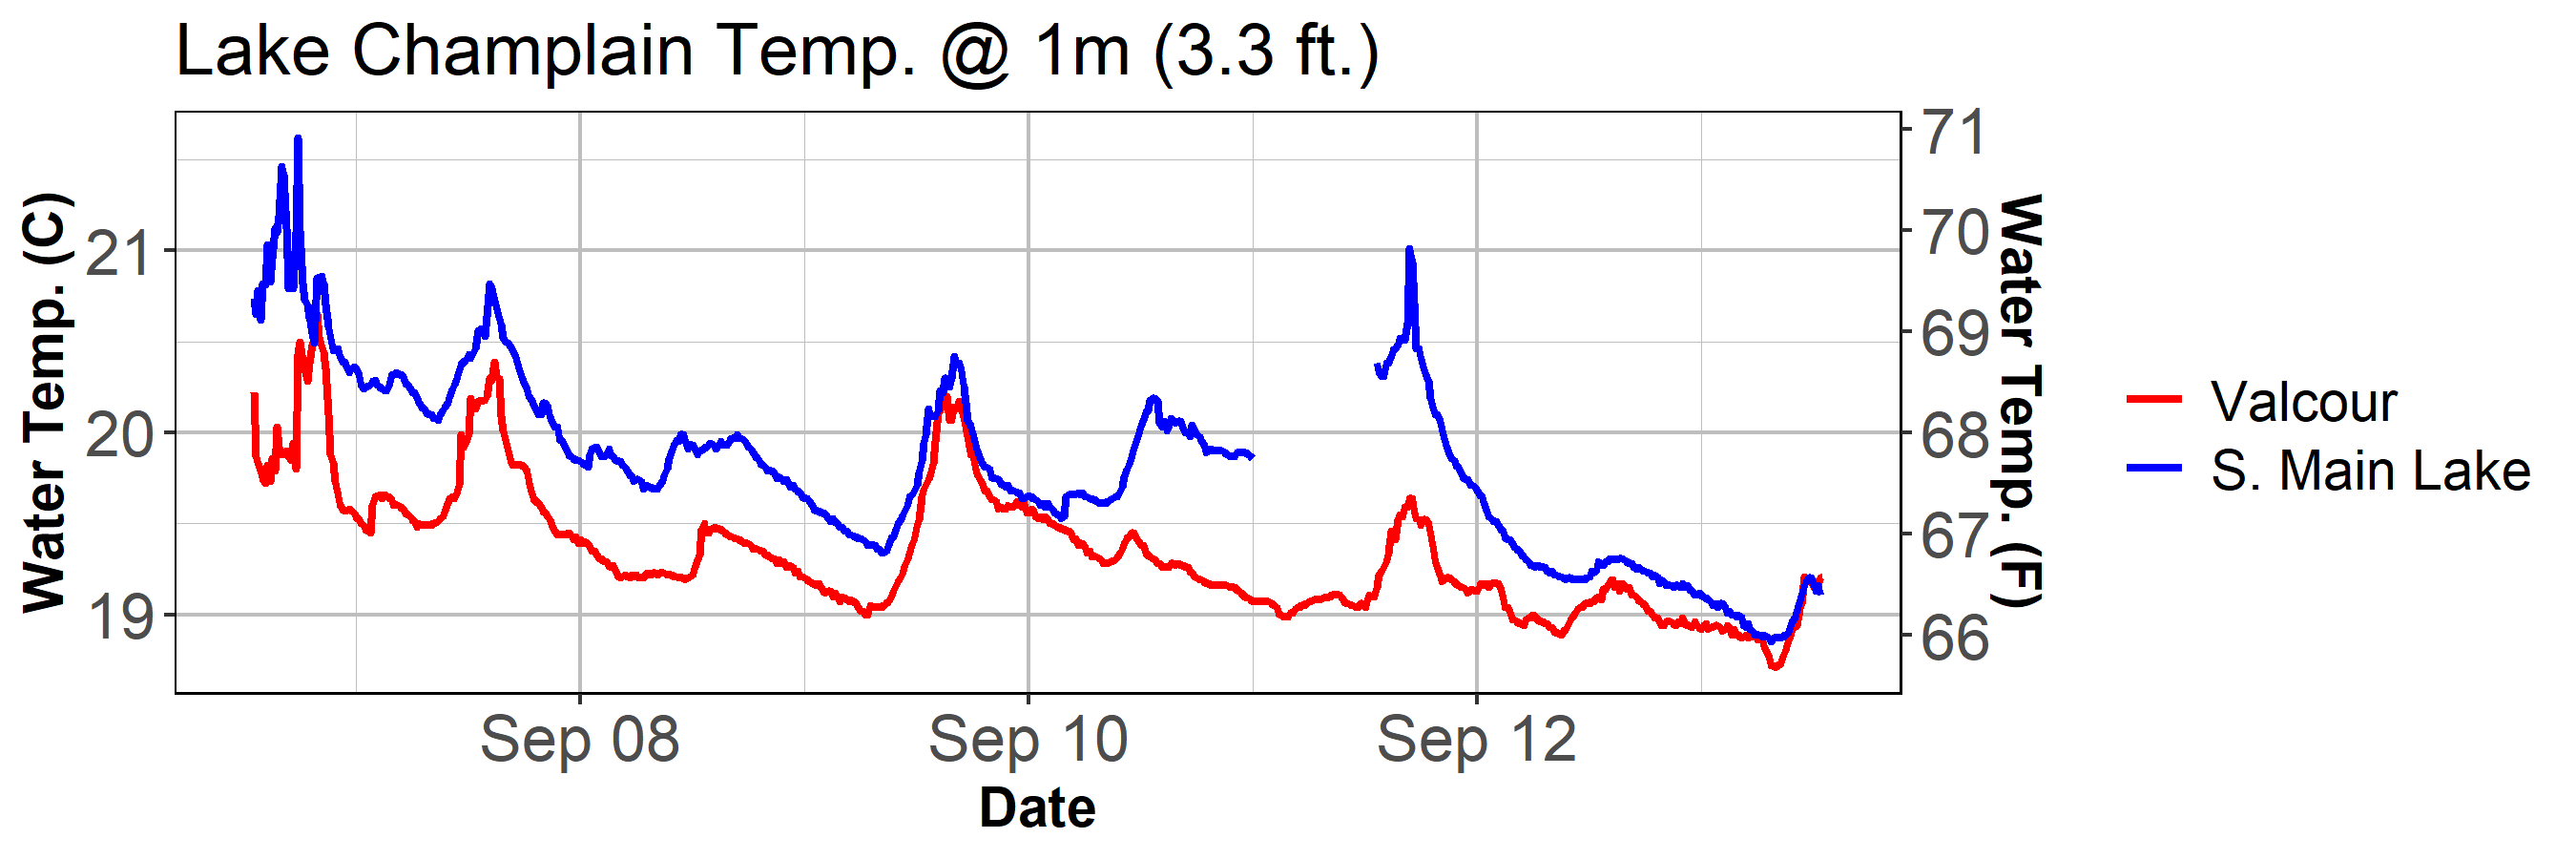 Lake Champlain Temp. @ 1m (3.3 ft.)
Water Temp. (C)
21
20
19
71
70
69
68
67
66
Water Temp. (F)
Sep 08
Sep 10
Sep 12
Date
Valcour
S. Main Lake